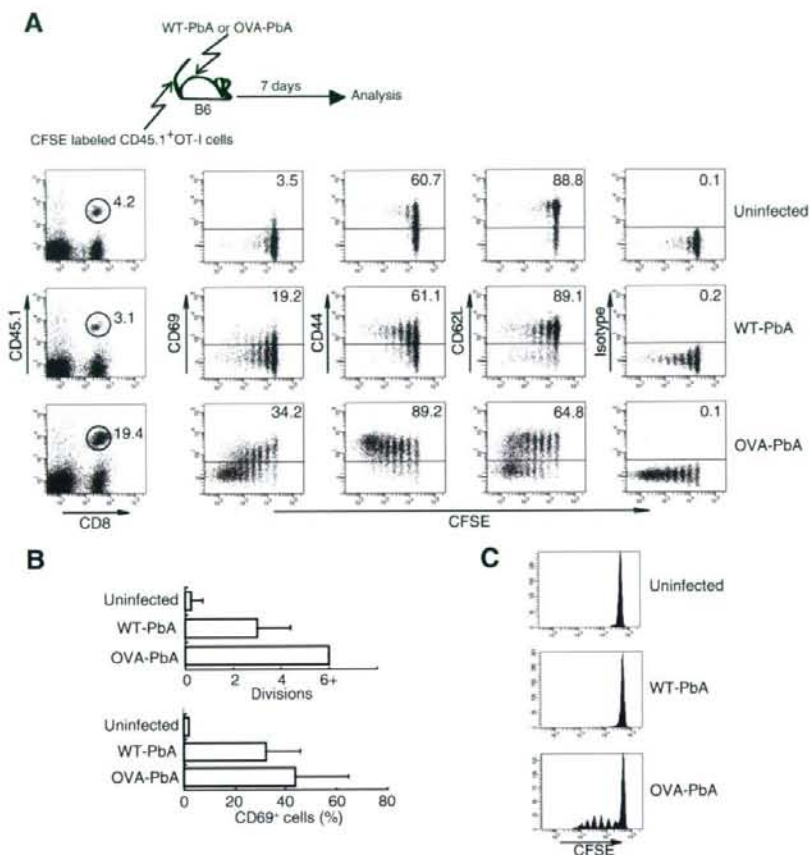 A
WT-PbA or OVA-PbA
7 days
Analysis
B6
CFSE labeled CD45.1+OT-I cells
4.2
3.5
60.7
88.8
0.1
Uninfected
CD45.1
3.1
CD69
19.2
CD44
61.1
CD62L
89.1
Isotype
0.2
WT-PbA
19.4
34.2
89.2
64.8
0.1
OVA-PbA
CD8
CFSE
B
Uninfected
WT-PbA
OVA-PbA
0 2 4 6+
Divisions
Uninfected
WT-PbA
OVA-PbA
0 20 40 60 80
CD69+ cells (%)
C
Uninfected
WT-PbA
OVA-PbA
CFSE